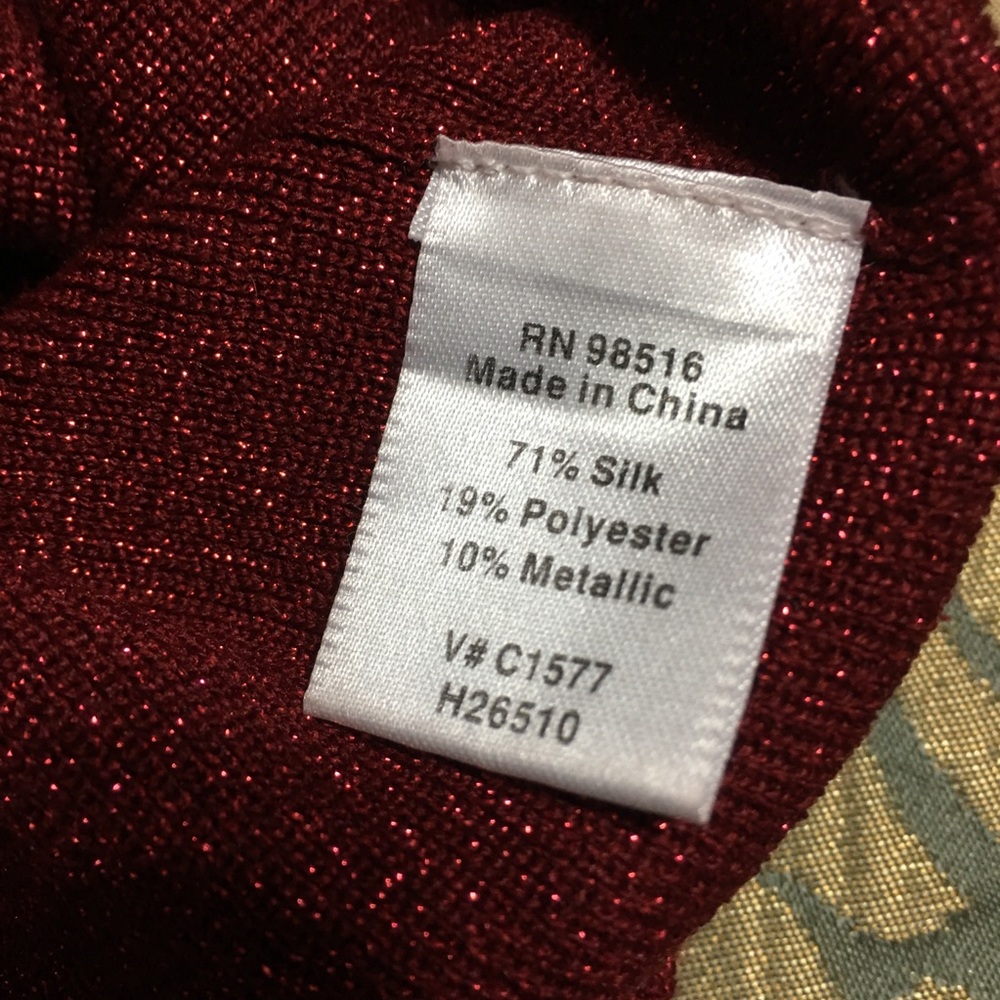 RN 98516
Made in China
71% Silk
19% Polyester
10% Metallic
V# C1577
H26510